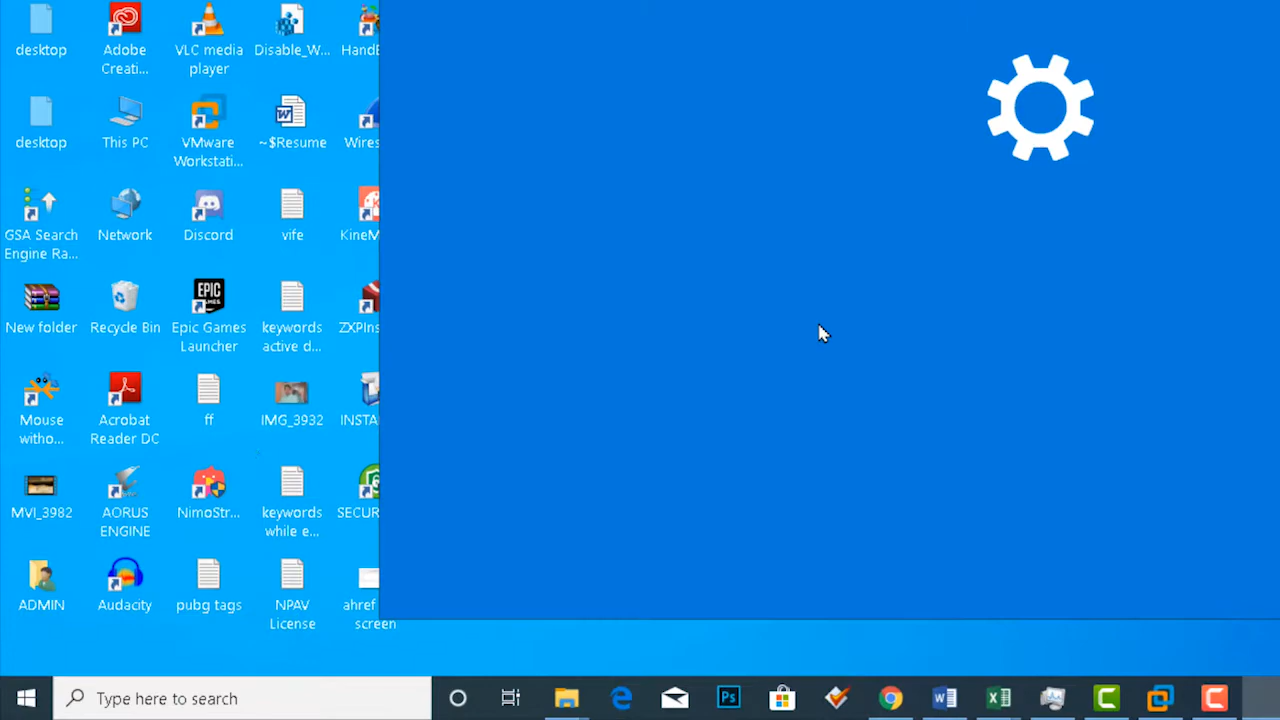 desktop
Adobe
Creati...
VLC media
player
Disable_W...
HandB
desktop
This PC
VMware
Workstati...
~$Resume
Wires
GSA Search
Engine Ra...
Network
Discord
vife
KineM
New folder
Recycle Bin
EPIC
GAMES
Epic Games
Launcher
keywords
active d...
ZXPIns
Mouse
witho...
Acrobat
Reader DC
ff
IMG_3932
INSTA
MVI_3982
AORUS
ENGINE
NimoStr...
keywords
while e...
SECUR
ADMIN
Audacity
pubg tags
NPAV
License
ahref
screen
Type here to search
Ps